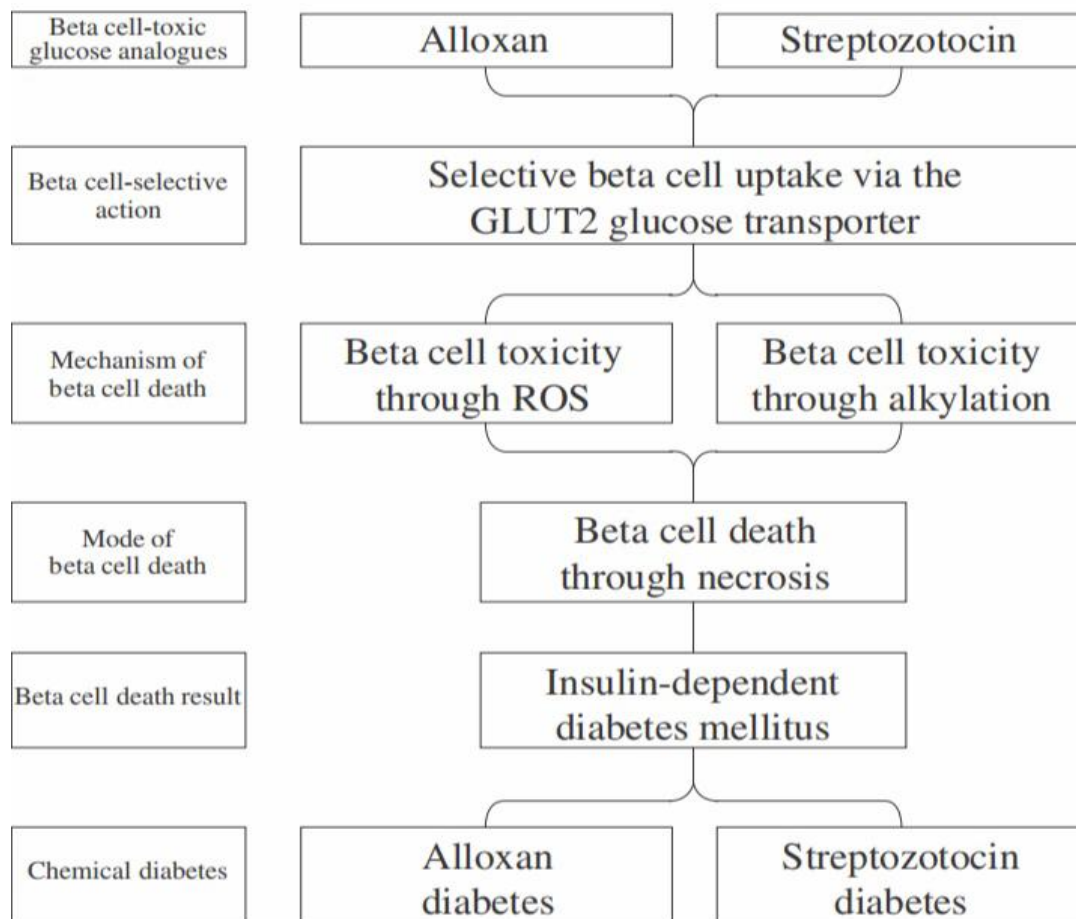 Beta cell-toxic
glucose analogues
Alloxan
Streptozotocin
Beta cell-selective
action
Selective beta cell uptake via the
GLUT2 glucose transporter
Mechanism of
beta cell death
Beta cell toxicity
through ROS
Beta cell toxicity
through alkylation
Mode of
beta cell death
Beta cell death
through necrosis
Beta cell death result
Insulin-dependent
diabetes mellitus
Chemical diabetes
Alloxan
diabetes
Streptozotocin
diabetes